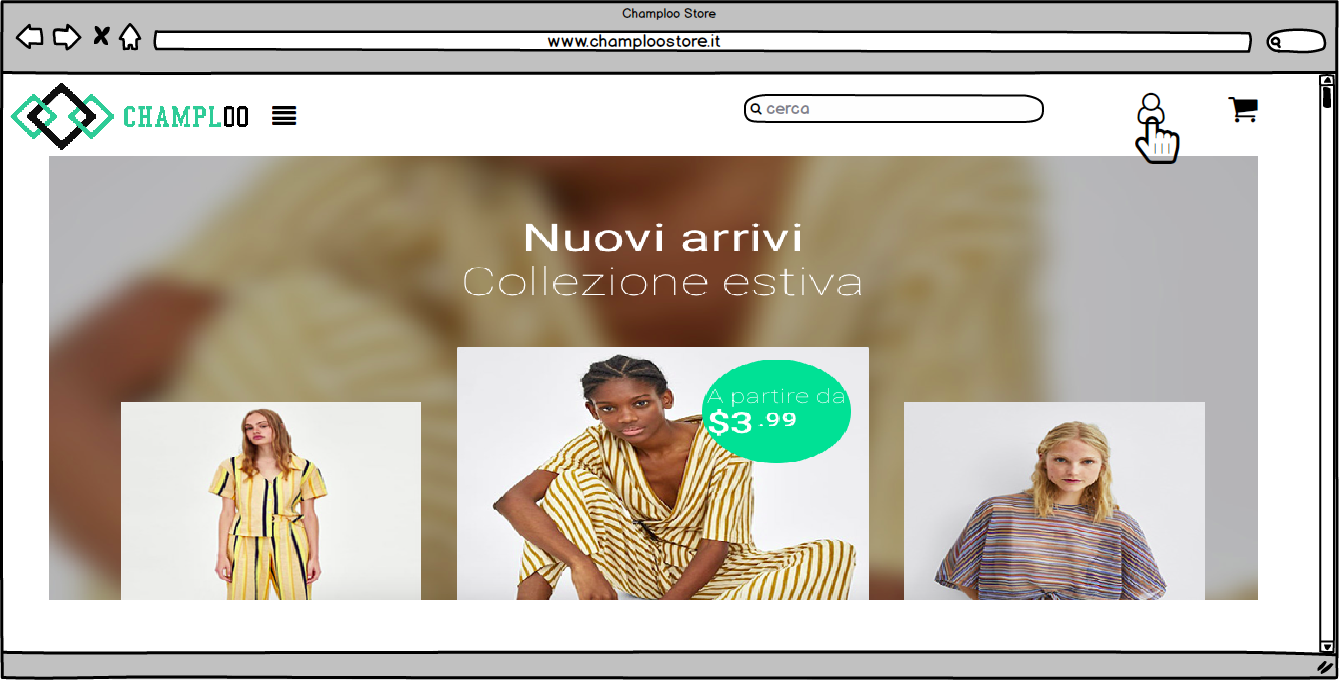 Champloo Store
www.champloostore.it
CHAMPLOO
cerca
Nuovi arrivi
Collezione estiva
A partire da
$3.99